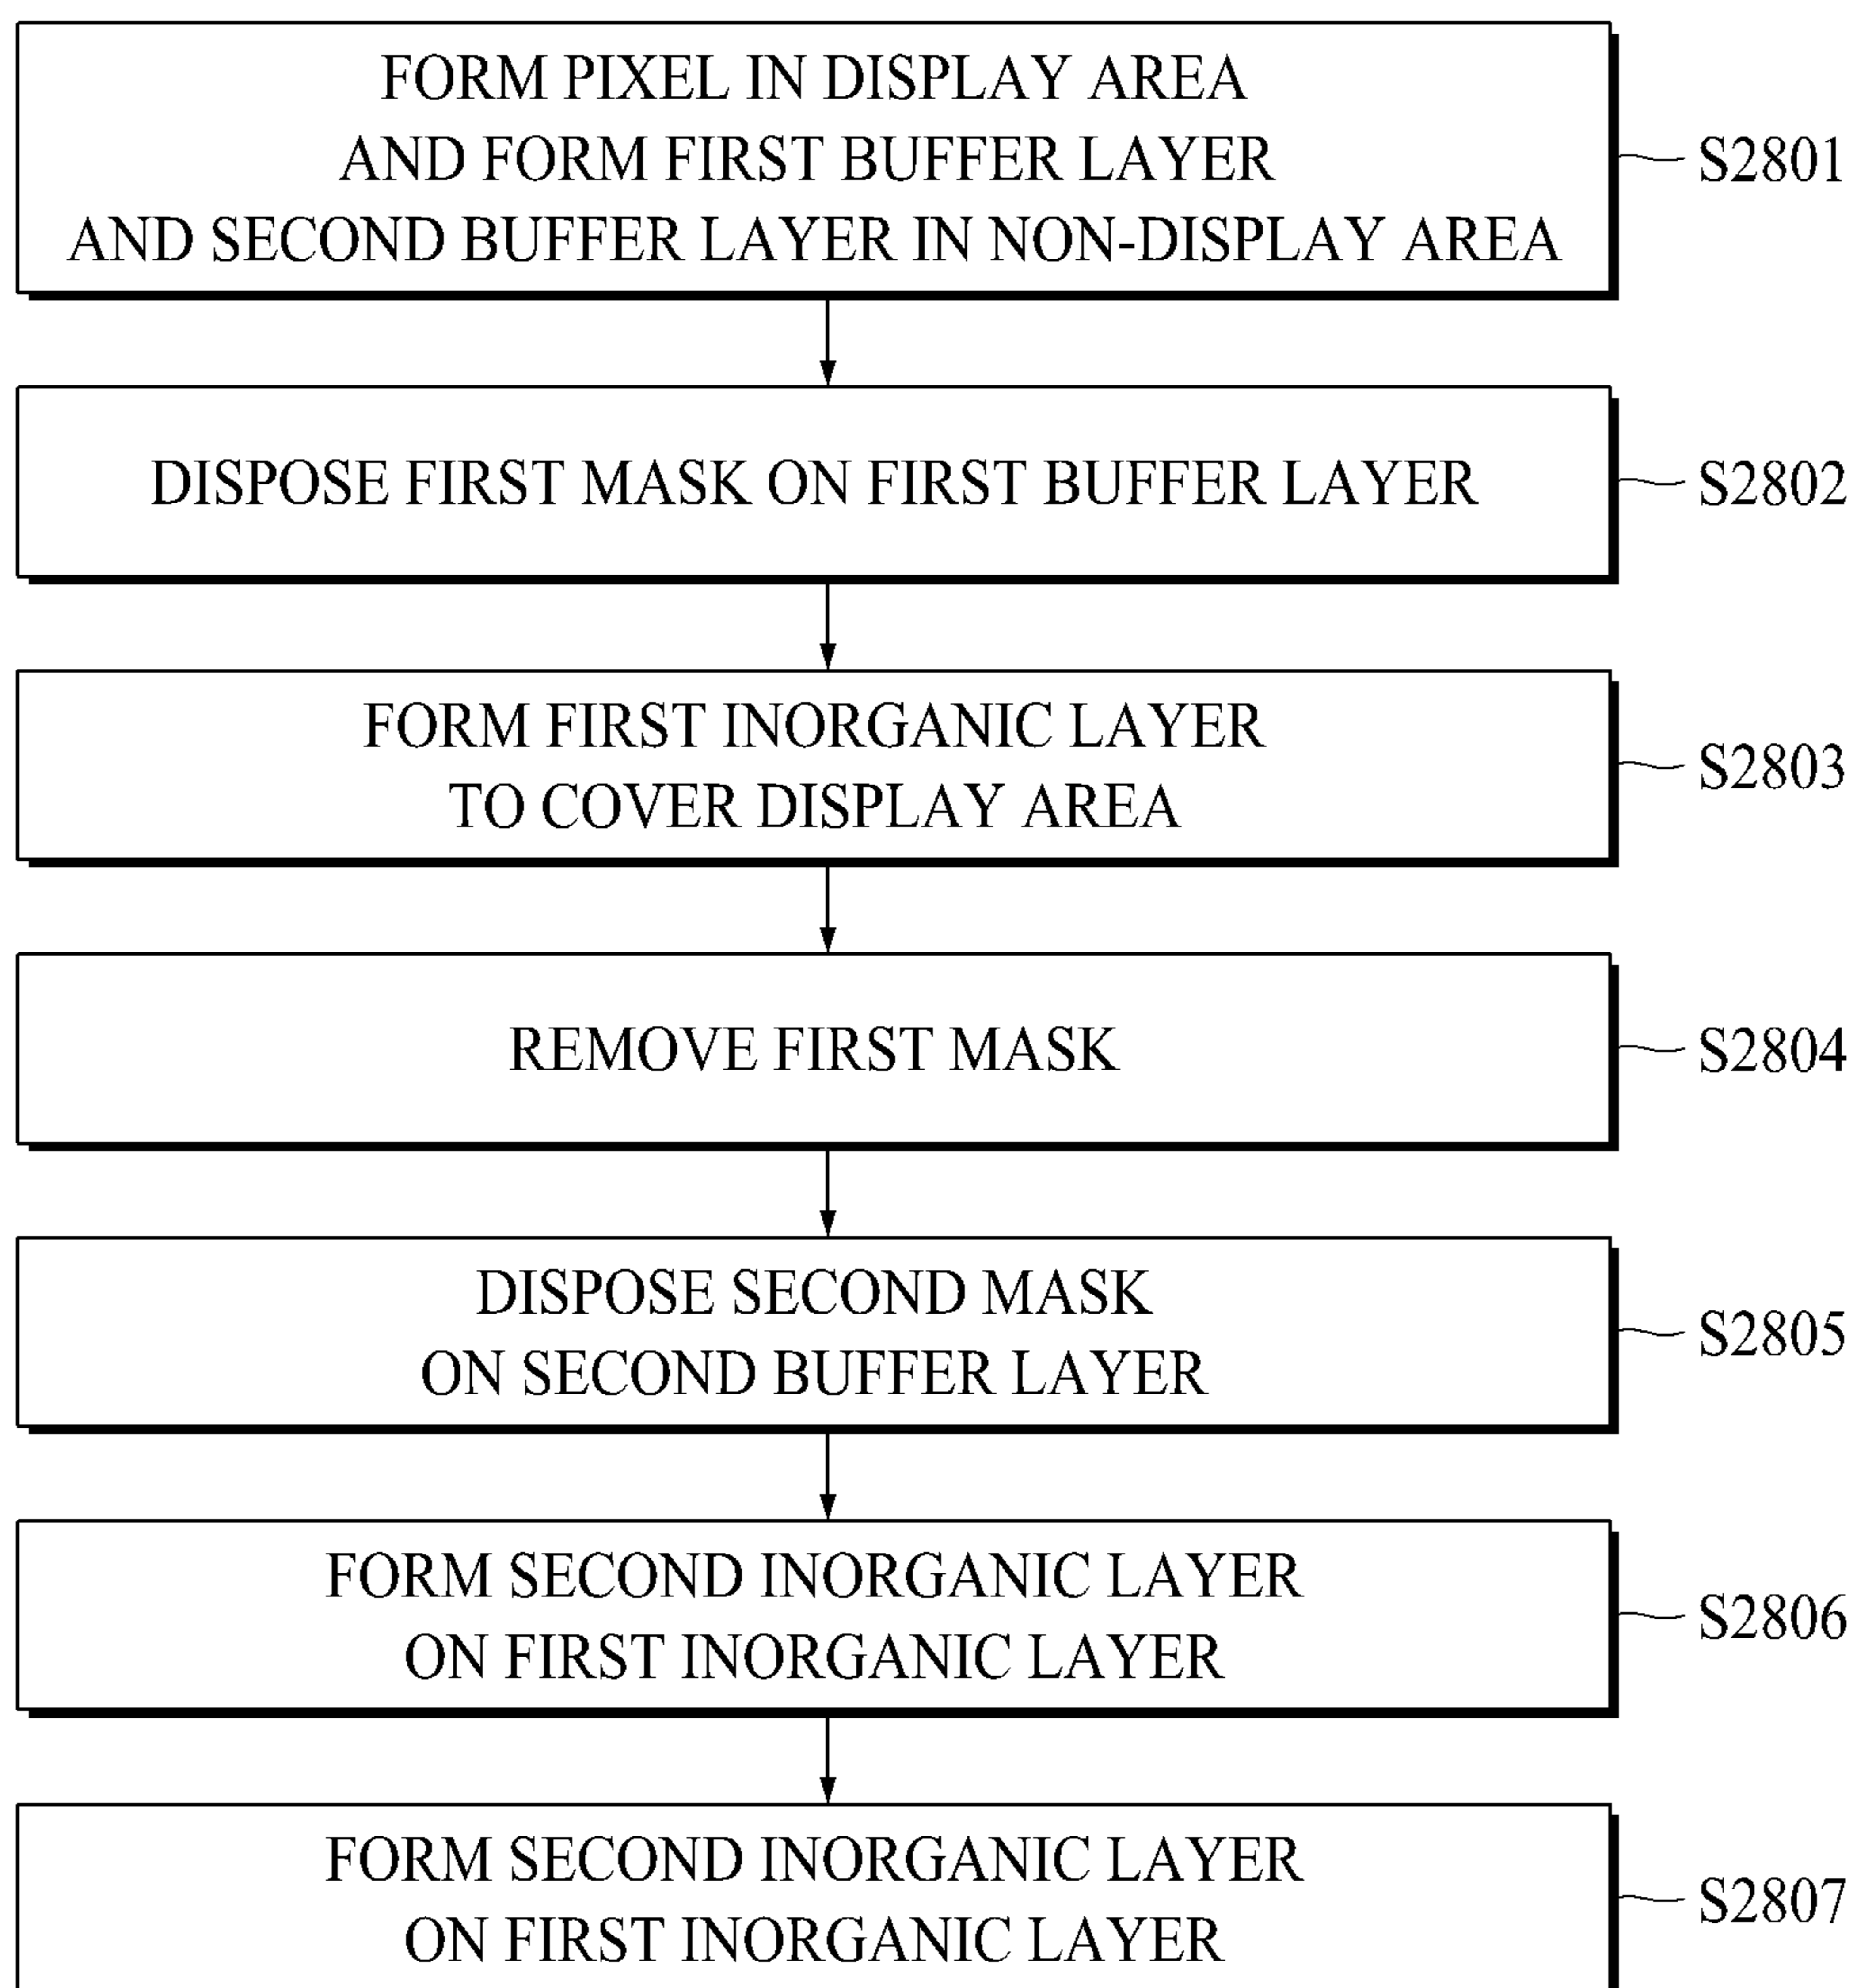 FORM PIXEL IN DISPLAY AREA
AND FORM FIRST BUFFER LAYER
AND SECOND BUFFER LAYER IN NON-DISPLAY AREA
S2801
DISPOSE FIRST MASK ON FIRST BUFFER LAYER
S2802
FORM FIRST INORGANIC LAYER
TO COVER DISPLAY AREA
S2803
REMOVE FIRST MASK
S2804
DISPOSE SECOND MASK
ON SECOND BUFFER LAYER
S2805
FORM SECOND INORGANIC LAYER
ON FIRST INORGANIC LAYER
S2806
FORM SECOND INORGANIC LAYER
ON FIRST INORGANIC LAYER
S2807